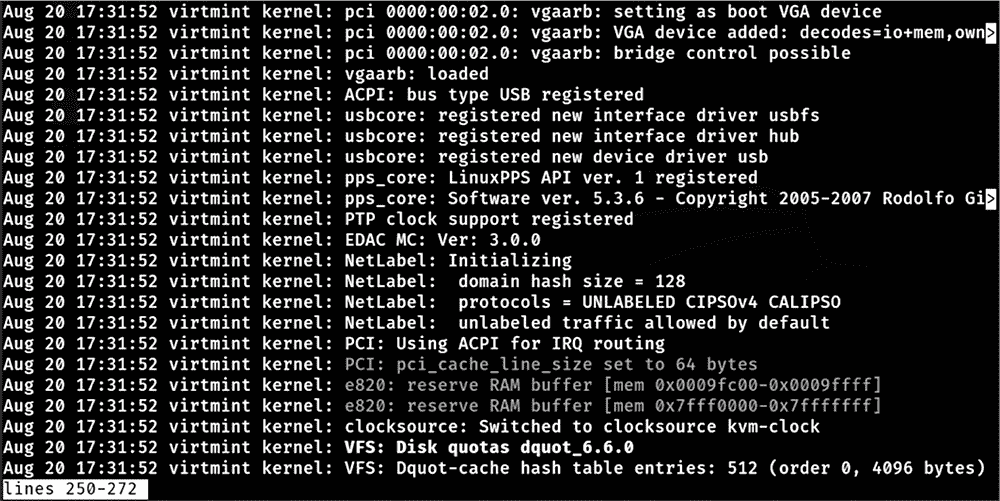 Aug 20 17:31:52 virtmint kernel: pci 0000:00:02.0: vgaarb: setting as boot VGA device
Aug 20 17:31:52 virtmint kernel: pci 0000:00:02.0: vgaarb: VGA device added: decodes=io+mem,own>
Aug 20 17:31:52 virtmint kernel: pci 0000:00:02.0: vgaarb: bridge control possible
Aug 20 17:31:52 virtmint kernel: vgaarb: loaded
Aug 20 17:31:52 virtmint kernel: ACPI: bus type USB registered
Aug 20 17:31:52 virtmint kernel: usbcore: registered new interface driver usbfs
Aug 20 17:31:52 virtmint kernel: usbcore: registered new interface driver hub
Aug 20 17:31:52 virtmint kernel: usbcore: registered new device driver usb
Aug 20 17:31:52 virtmint kernel: pps_core: LinuxPPS API ver. 1 registered
Aug 20 17:31:52 virtmint kernel: pps_core: Software ver. 5.3.6 - Copyright 2005-2007 Rodolfo Gi>
Aug 20 17:31:52 virtmint kernel: PTP clock support registered
Aug 20 17:31:52 virtmint kernel: EDAC MC: Ver: 3.0.0
Aug 20 17:31:52 virtmint kernel: NetLabel: Initializing
Aug 20 17:31:52 virtmint kernel: NetLabel:  domain hash size = 128
Aug 20 17:31:52 virtmint kernel: NetLabel:  protocols = UNLABELED CIPSOv4 CALIPSO
Aug 20 17:31:52 virtmint kernel: NetLabel:  unlabeled traffic allowed by default
Aug 20 17:31:52 virtmint kernel: PCI: Using ACPI for IRQ routing
Aug 20 17:31:52 virtmint kernel: PCI: pci_cache_line_size set to 64 bytes
Aug 20 17:31:52 virtmint kernel: e820: reserve RAM buffer [mem 0x0009fc00-0x0009ffff]
Aug 20 17:31:52 virtmint kernel: e820: reserve RAM buffer [mem 0x7fff0000-0x7fffffff]
Aug 20 17:31:52 virtmint kernel: clocksource: Switched to clocksource kvm-clock
Aug 20 17:31:52 virtmint kernel: VFS: Disk quotas dquot_6.6.0
Aug 20 17:31:52 virtmint kernel: VFS: Dquot-cache hash table entries: 512 (order 0, 4096 bytes)
lines 250-272